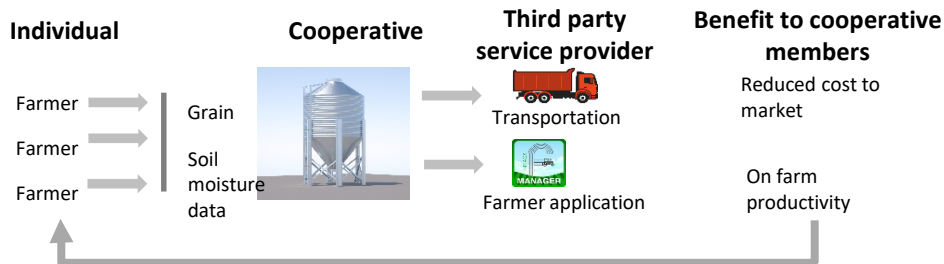 Individual
Cooperative
Third party
service provider
Benefit to cooperative
members
Farmer
Farmer
Farmer
Grain
Soil
moisture
data
Transportation
MANAGER
Farmer application
Reduced cost to
market
On farm
productivity